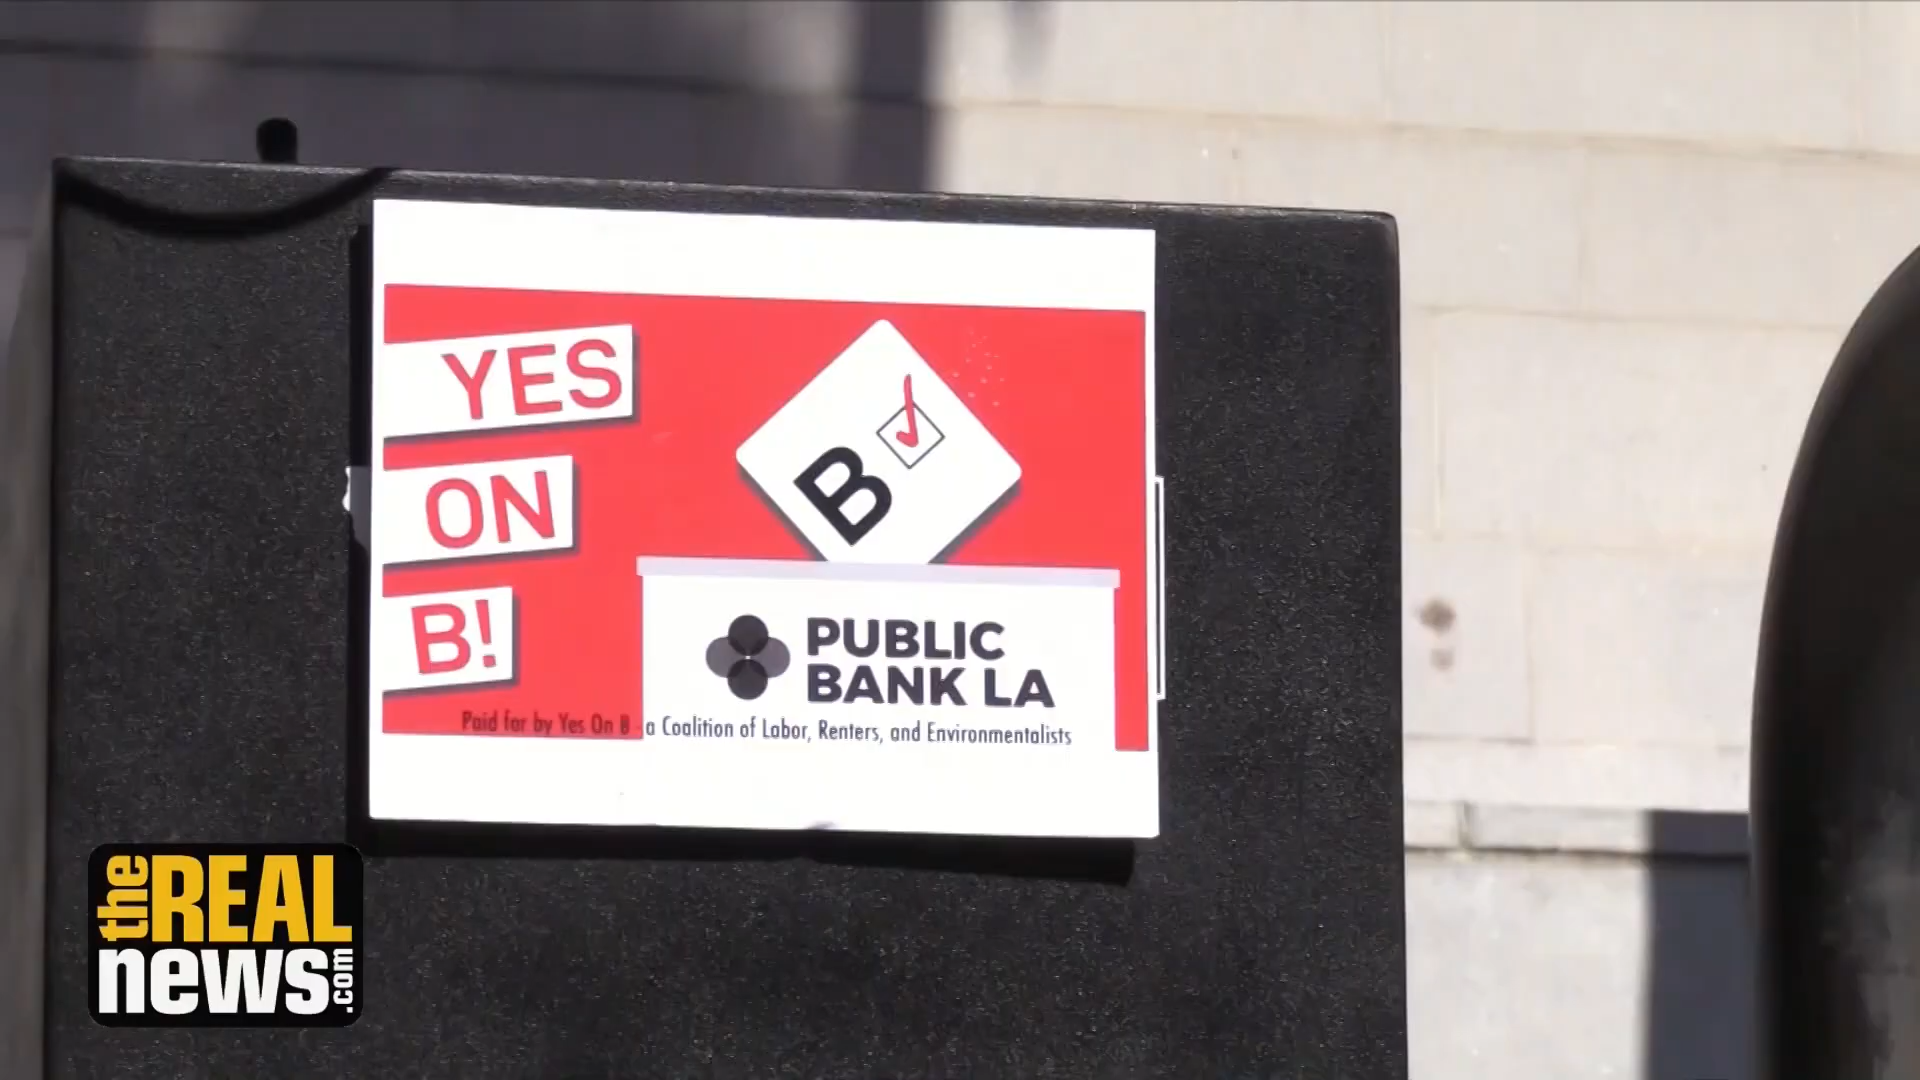 YES
ON
B!
B
PUBLIC
BANK LA
Paid for by Yes On B - a Coalition of Labor, Renters, and Environmentalists
the REAL
news.com